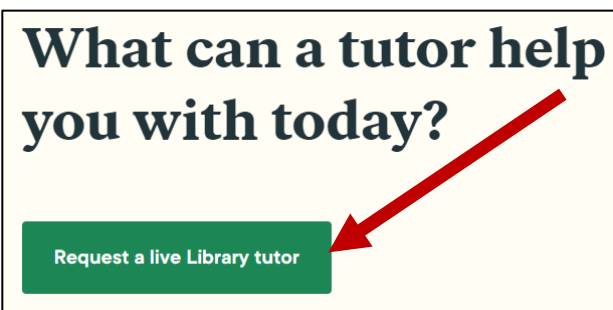 What can a tutor help
you with today?
Request a live Library tutor